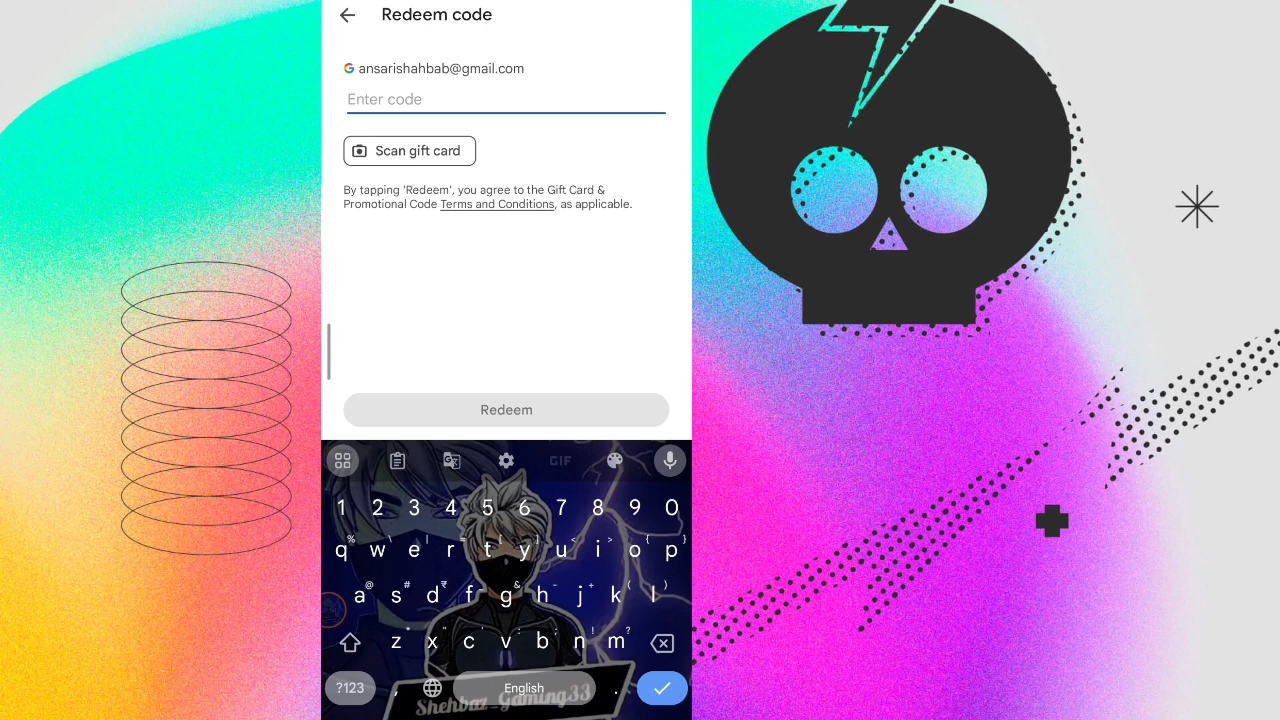 Redeem code
ansarishahbab@gmail.com
Enter code
Scan gift card
By tapping 'Redeem', you agree to the Gift Card &
Promotional Code Terms and Conditions, as applicable.
Redeem
GIF
1 2 3 4 5 6 7 8 9 0
% \ | = [ ] < > { }
q w e r t y u i o p
@ # ₹ _ & - + ( )
a s d f g h j k l
* " ' : ; ! ?
z x c v b n m
?123 , English .
Shehbaz_Gaming33